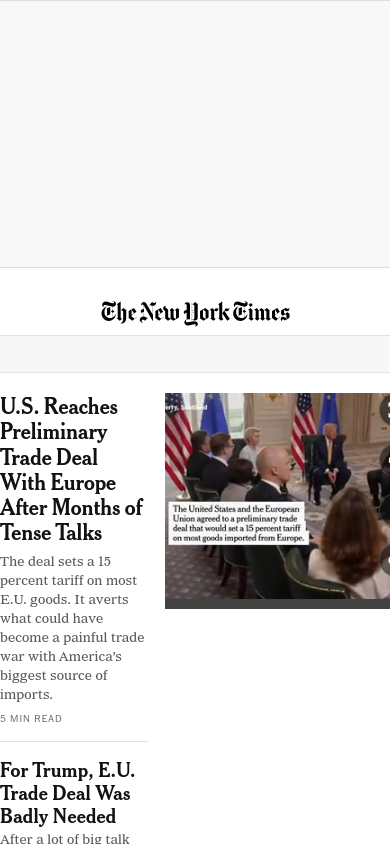 The New York Times
U.S. Reaches
Preliminary
Trade Deal
With Europe
After Months of
Tense Talks
The deal sets a 15
percent tariff on most
E.U. goods. It averts
what could have
become a painful trade
war with America’s
biggest source of
imports.
5 MIN READ
For Trump, E.U.
Trade Deal Was
Badly Needed
After a lot of big talk
The United States and the European
Union agreed to a preliminary trade
deal that would set a 15 percent tariff
on most goods imported from Europe.